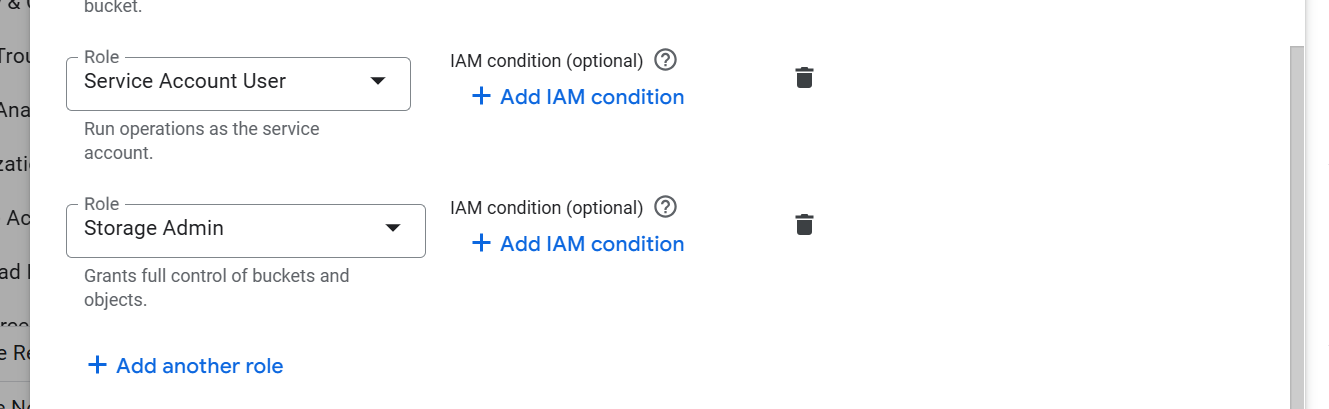 bucket.
Role
Service Account User
IAM condition (optional)
+ Add IAM condition
Run operations as the service
account.
Role
Storage Admin
IAM condition (optional)
+ Add IAM condition
Grants full control of buckets and
objects.
+ Add another role